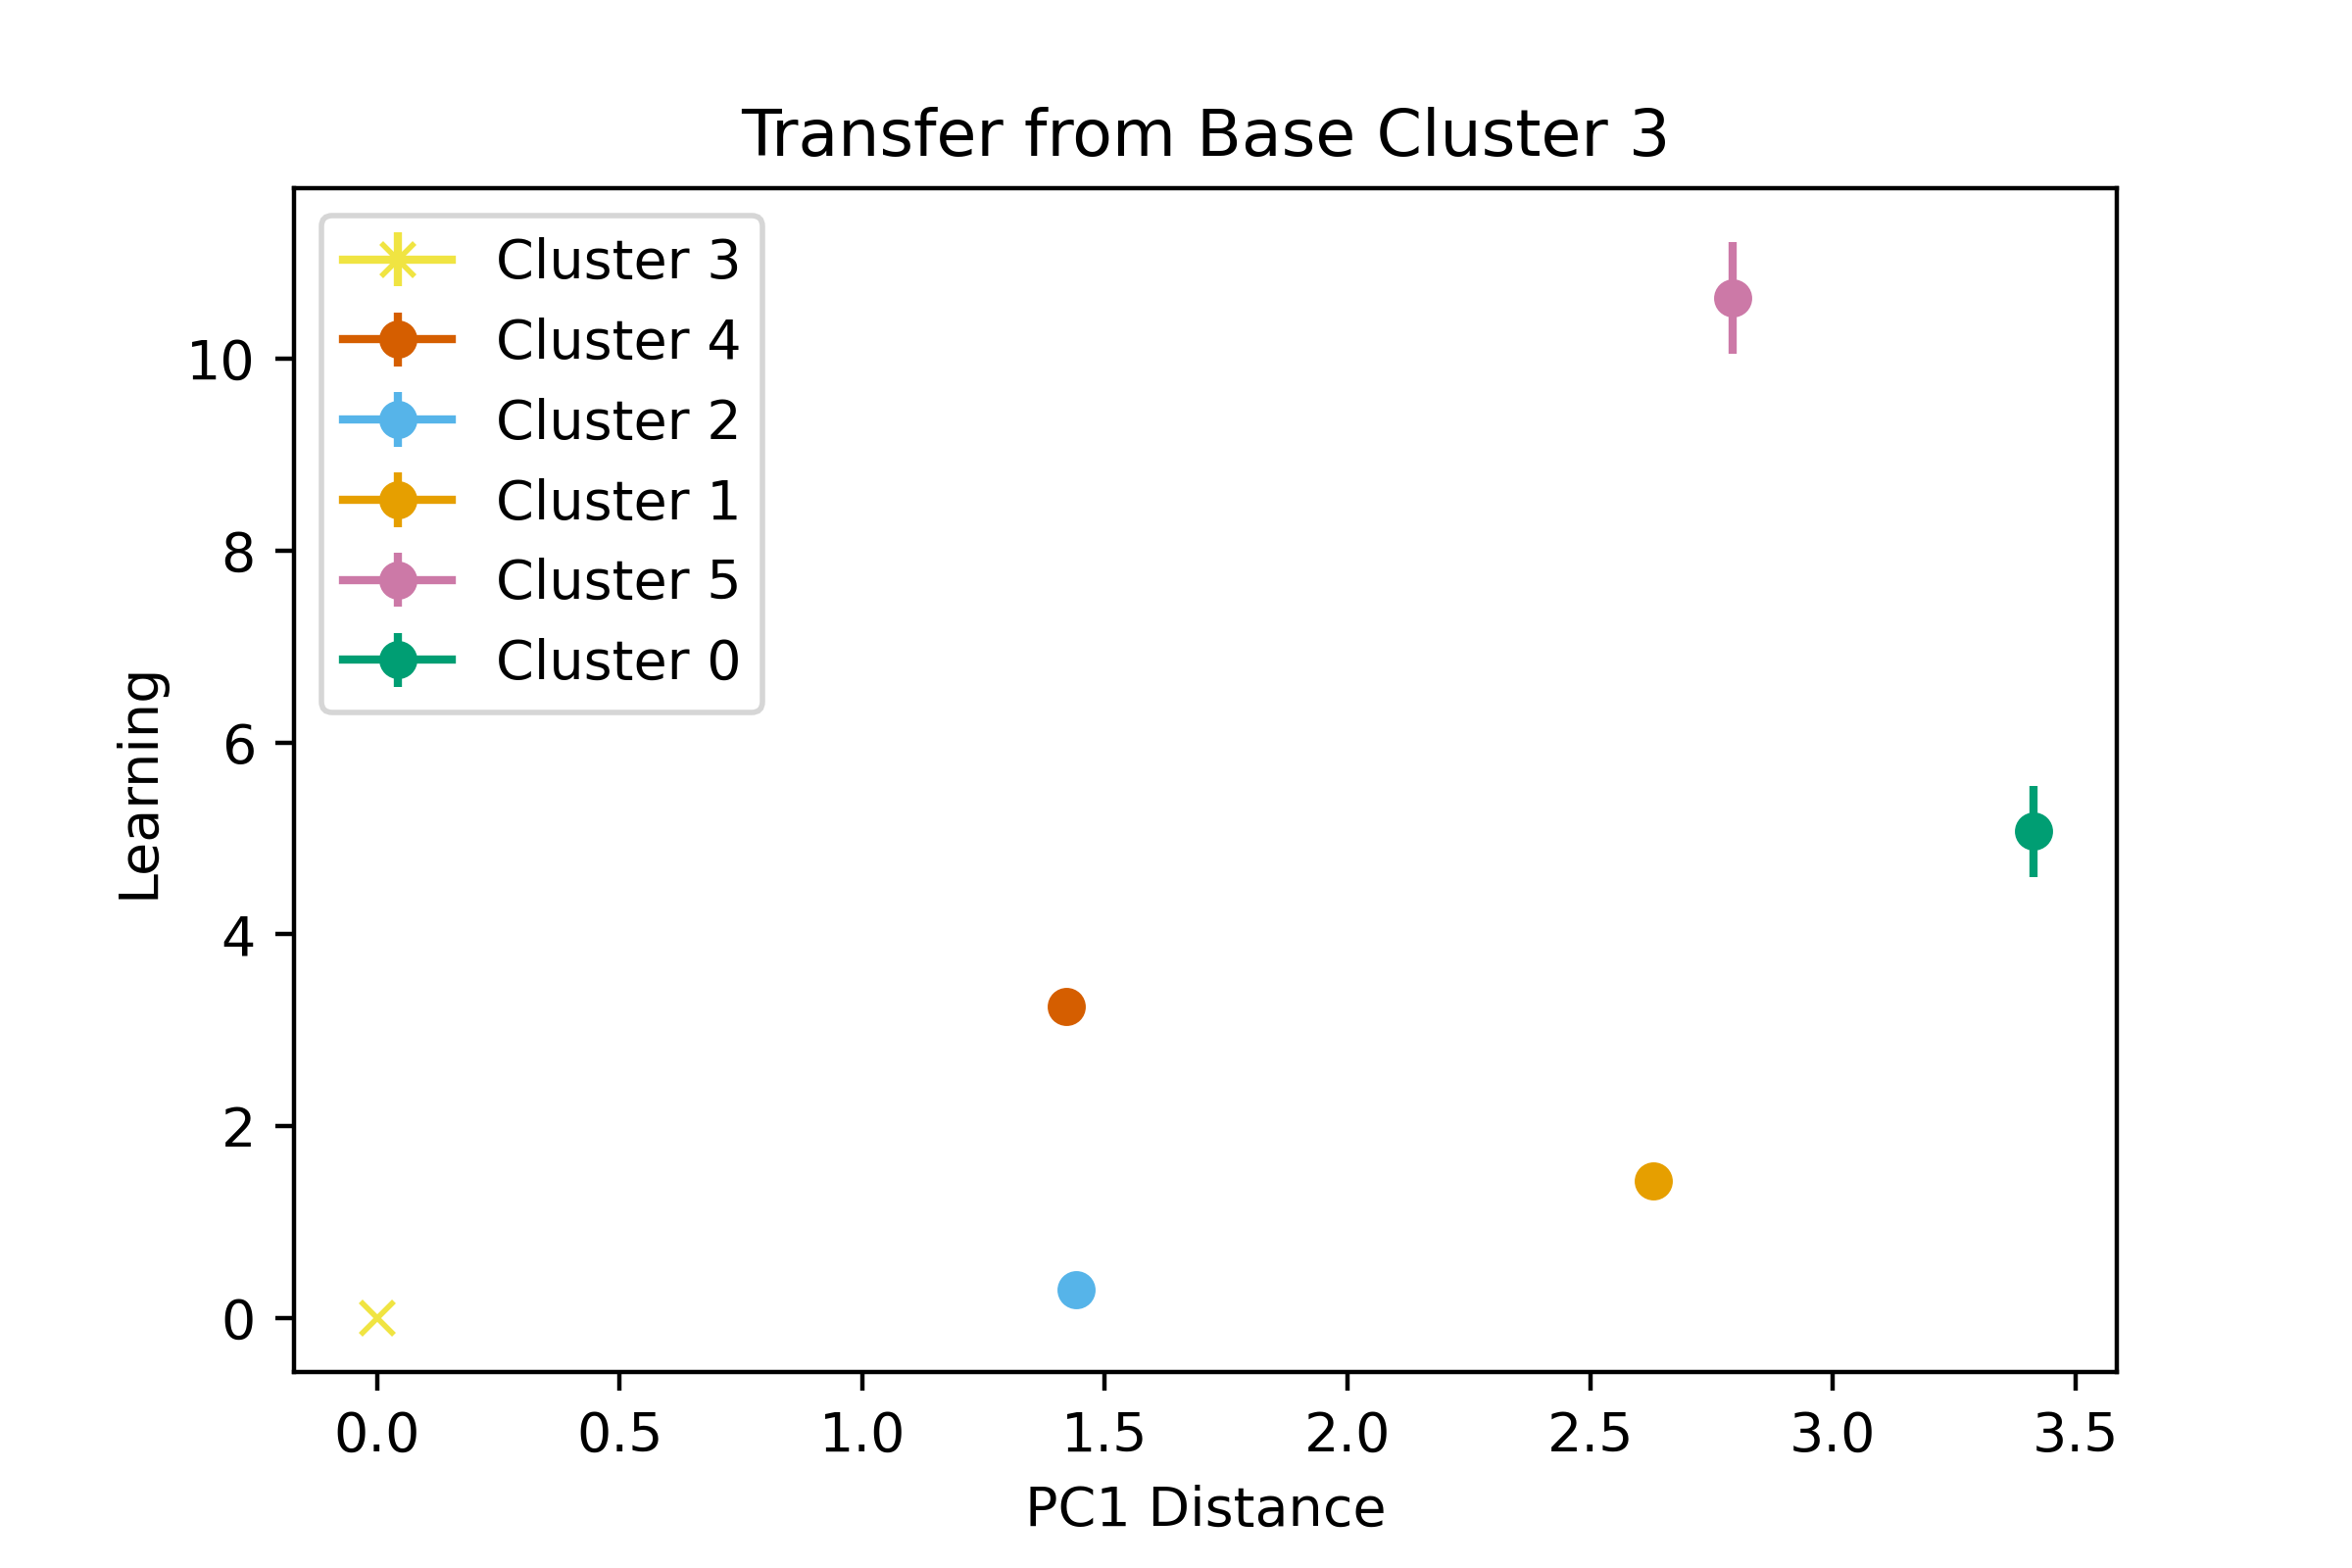 Transfer from Base Cluster 3
Cluster 3
Cluster 4
Cluster 2
Cluster 1
Cluster 5
Cluster 0
10
8
6
4
2
0
Learning
0.0 0.5 1.0 1.5 2.0 2.5 3.0 3.5
PC1 Distance